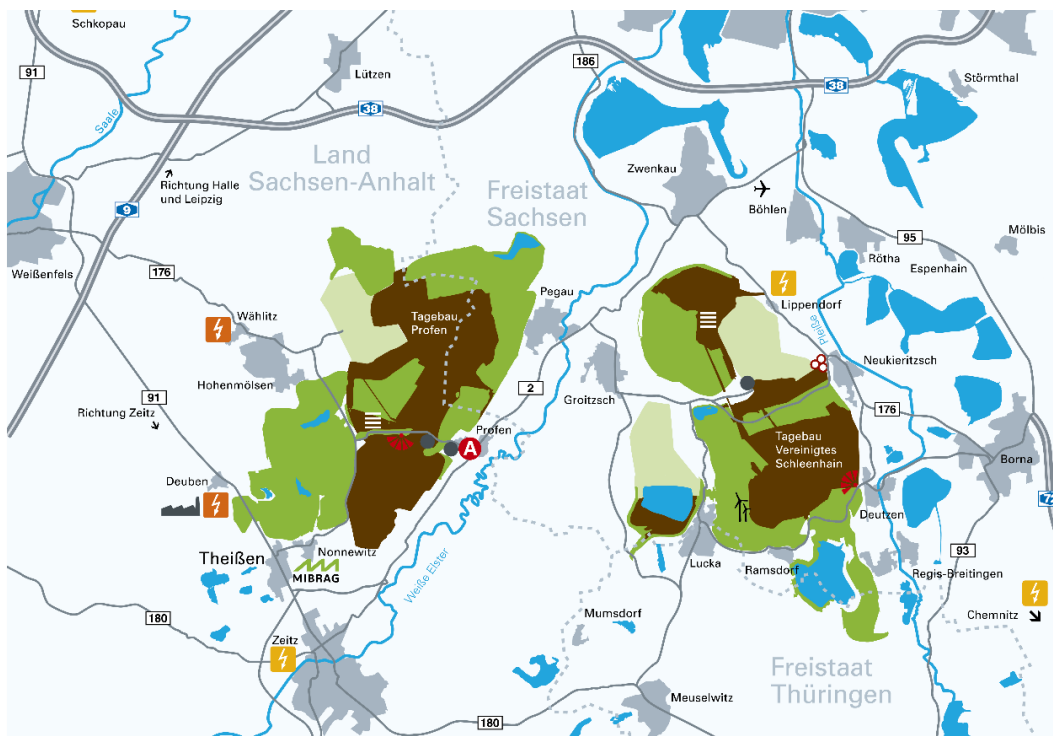 Schkopau
91
Saale
Lützen
38
186
38
Störmthal
Land
Sachsen-Anhalt
Freistaat
Sachsen
Zwenkau
Böhlen
Richtung Halle
und Leipzig
9
Weißenfels
176
95
Mölbis
Rötha
Espenhain
Pegau
Tagebau
Profen
Wählitz
Lippendorf
Pleiße
Neukieritzsch
Hohenmölsen
91
2
Groitzsch
176
Richtung Zeitz
Profen
A
Tagebau
Vereinigtes
Schleenhain
Borna
Deuben
Deutzen
7
Theißen
Nonnewitz
MIBRAG
Weiße Elster
Lucka
Ramsdorf
93
Regis-Breitingen
Chemnitz
180
Zeitz
Mumsdorf
Freistaat
Thüringen
Meuselwitz
180